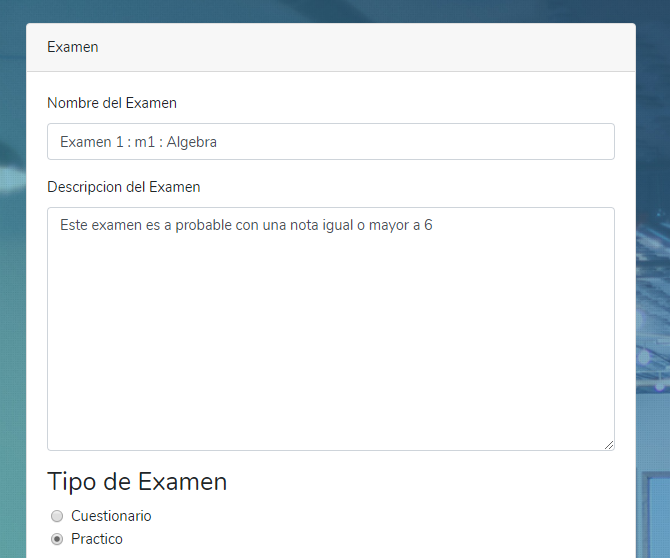 Examen
Nombre del Examen
Examen 1 : m1 : Algebra
Descripcion del Examen
Este examen es a probable con una nota igual o mayor a 6
Tipo de Examen
Cuestionario
Practico